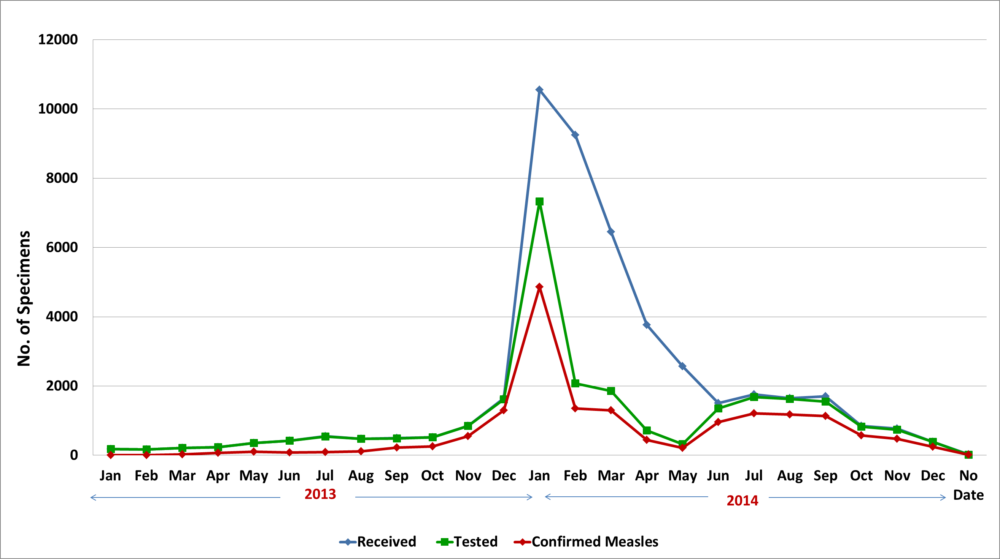 12000
10000
8000
6000
4000
2000
0
No. of Specimens
Jan Feb Mar Apr May Jun Jul Aug Sep Oct Nov Dec Jan Feb Mar Apr May Jun Jul Aug Sep Oct Nov Dec No
Date
2013 2014
Received Tested Confirmed Measles